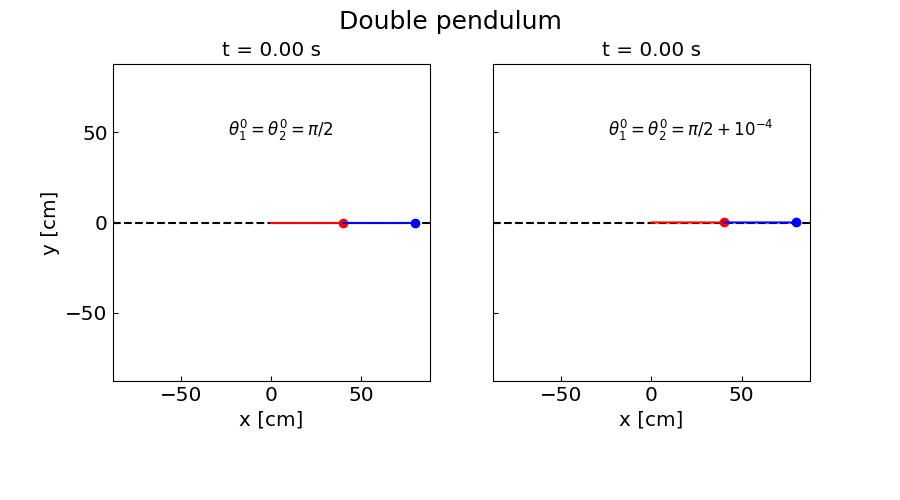 Double pendulum
t = 0.00 s
t = 0.00 s
θ₁⁰ = θ₂⁰ = π/2
θ₁⁰ = θ₂⁰ = π/2 + 10⁻⁴
50
0
−50
y [cm]
−50 0 50
−50 0 50
x [cm]
x [cm]